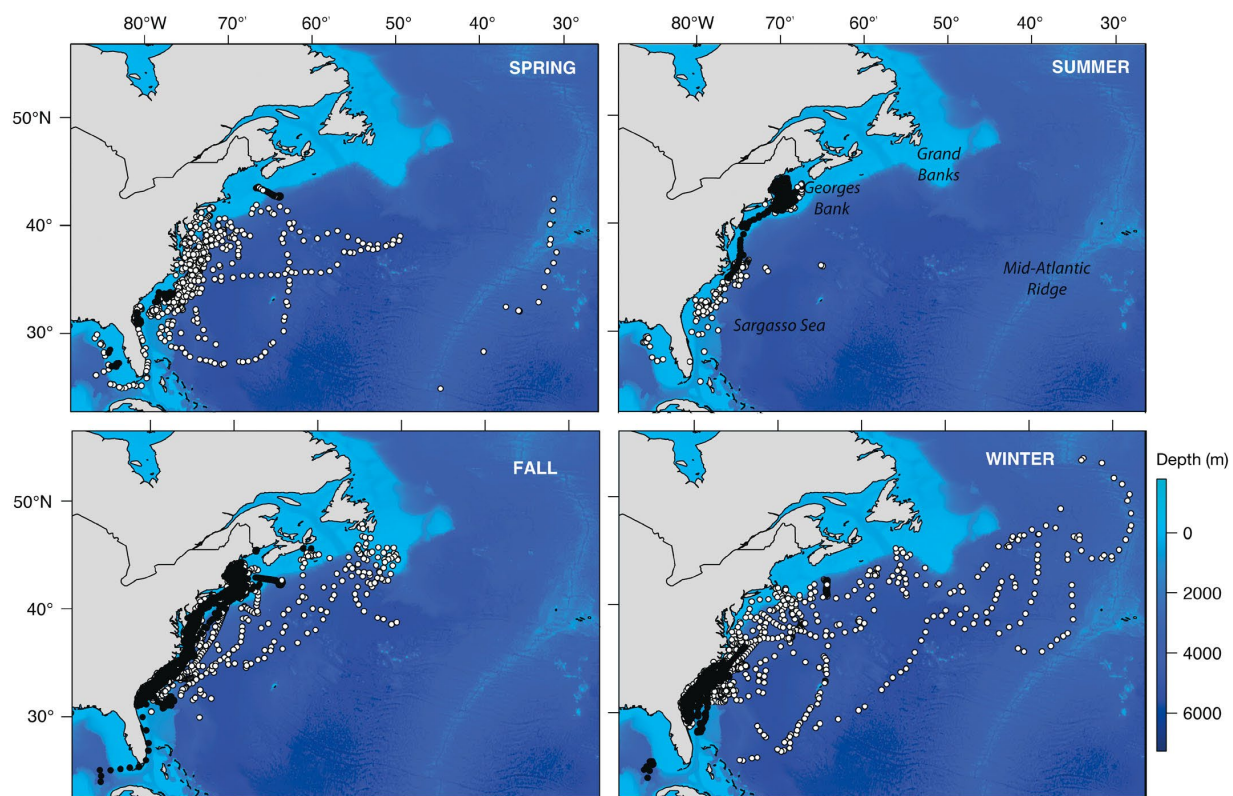 80°W 70° 60° 50° 40° 30° 80°W 70° 60° 50° 40° 30°
SPRING
SUMMER
50°N
Grand
Banks
Georges
Bank
40°
Mid-Atlantic
Ridge
Sargasso Sea
30°
FALL
WINTER
Depth (m)
50°N
0
2000
40°
4000
30°
6000